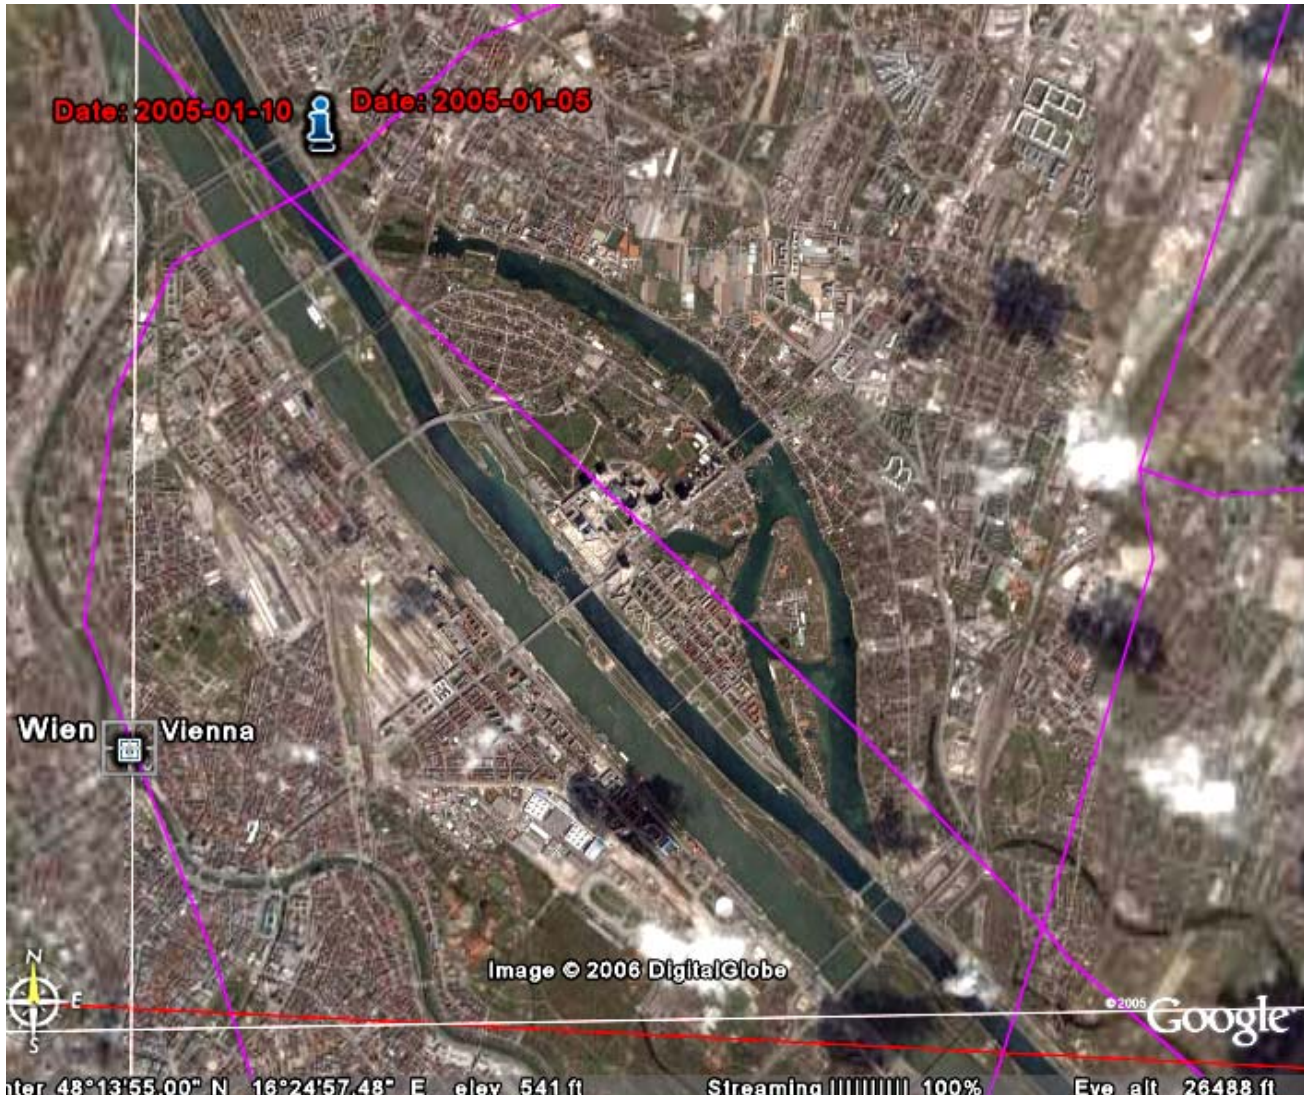 Date: 2005-01-10
Date: 2005-01-05
Wien
Vienna
Image © 2006 DigitalGlobe
N
E
S
©2005 Google
nter 48°13'55.00" N 16°24'57.48" E elev 541 ft Streaming |||||||||| 100% Eye alt 26488 ft